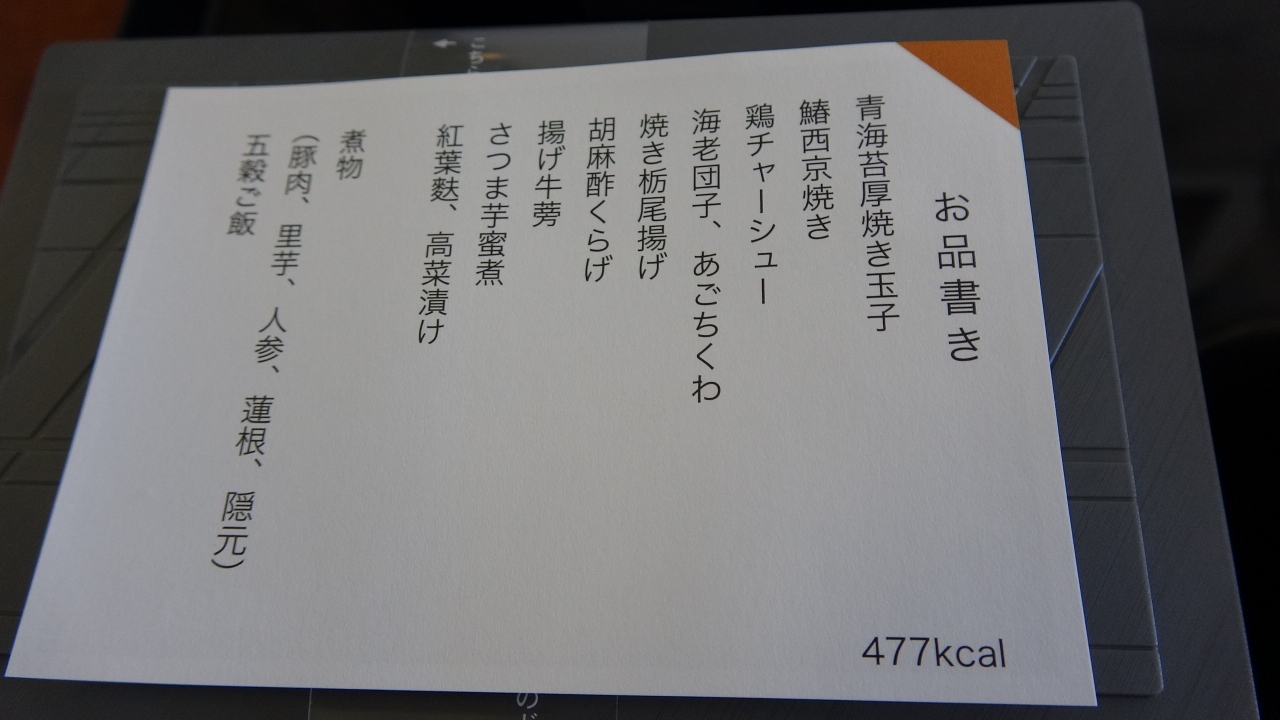 お品書き
青海苔厚焼き玉子
鰆西京焼き
鶏チャーシュー
海老団子、あごちくわ
焼き栃尾揚げ
胡麻酢くらげ
揚げ牛蒡
さつま芋蜜煮
紅葉麩、高菜漬け
煮物
（豚肉、里芋、人参、蓮根、隠元）
五穀ご飯
477kcal